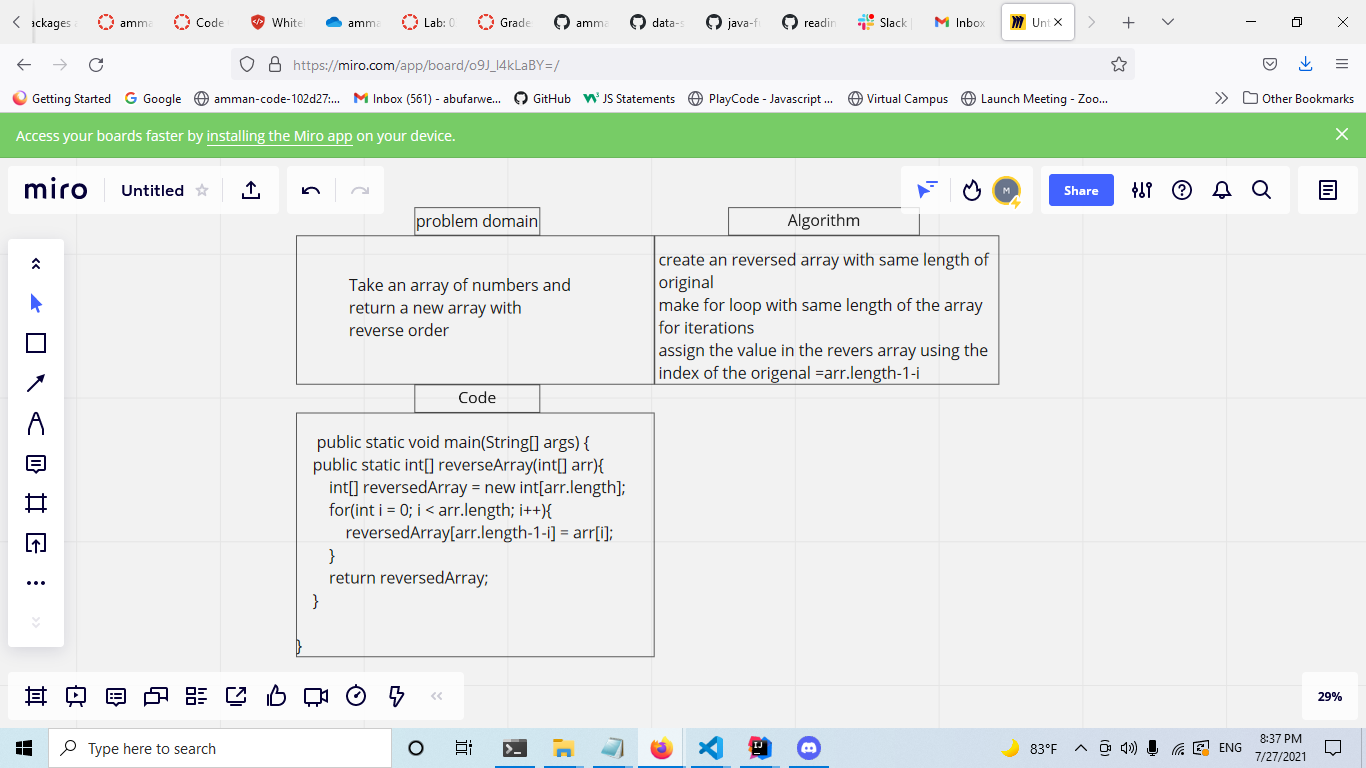 ackages
amma
Code
White
amma
Lab: 0
Grade
amma
data-s
java-f
readin
Slack
Inbox
Unt
https://miro.com/app/board/o9J_l4kLaBY=/
Getting Started
Google
amman-code-102d27:...
Inbox (561) - abufarwe...
GitHub
JS Statements
PlayCode - Javascript ...
Virtual Campus
Launch Meeting - Zoo...
Other Bookmarks
Access your boards faster by installing the Miro app on your device.
miro
Untitled
M
Share
problem domain
Take an array of numbers and
return a new array with
reverse order
Algorithm
create an reversed array with same length of
original
make for loop with same length of the array
for iterations
assign the value in the revers array using the
index of the origenal =arr.length-1-i
Code
public static void main(String[] args) {
public static int[] reverseArray(int[] arr){
int[] reversedArray = new int[arr.length];
for(int i = 0; i < arr.length; i++){
reversedArray[arr.length-1-i] = arr[i];
}
return reversedArray;
}
}
29%
Type here to search
83°F
ENG
8:37 PM
7/27/2021